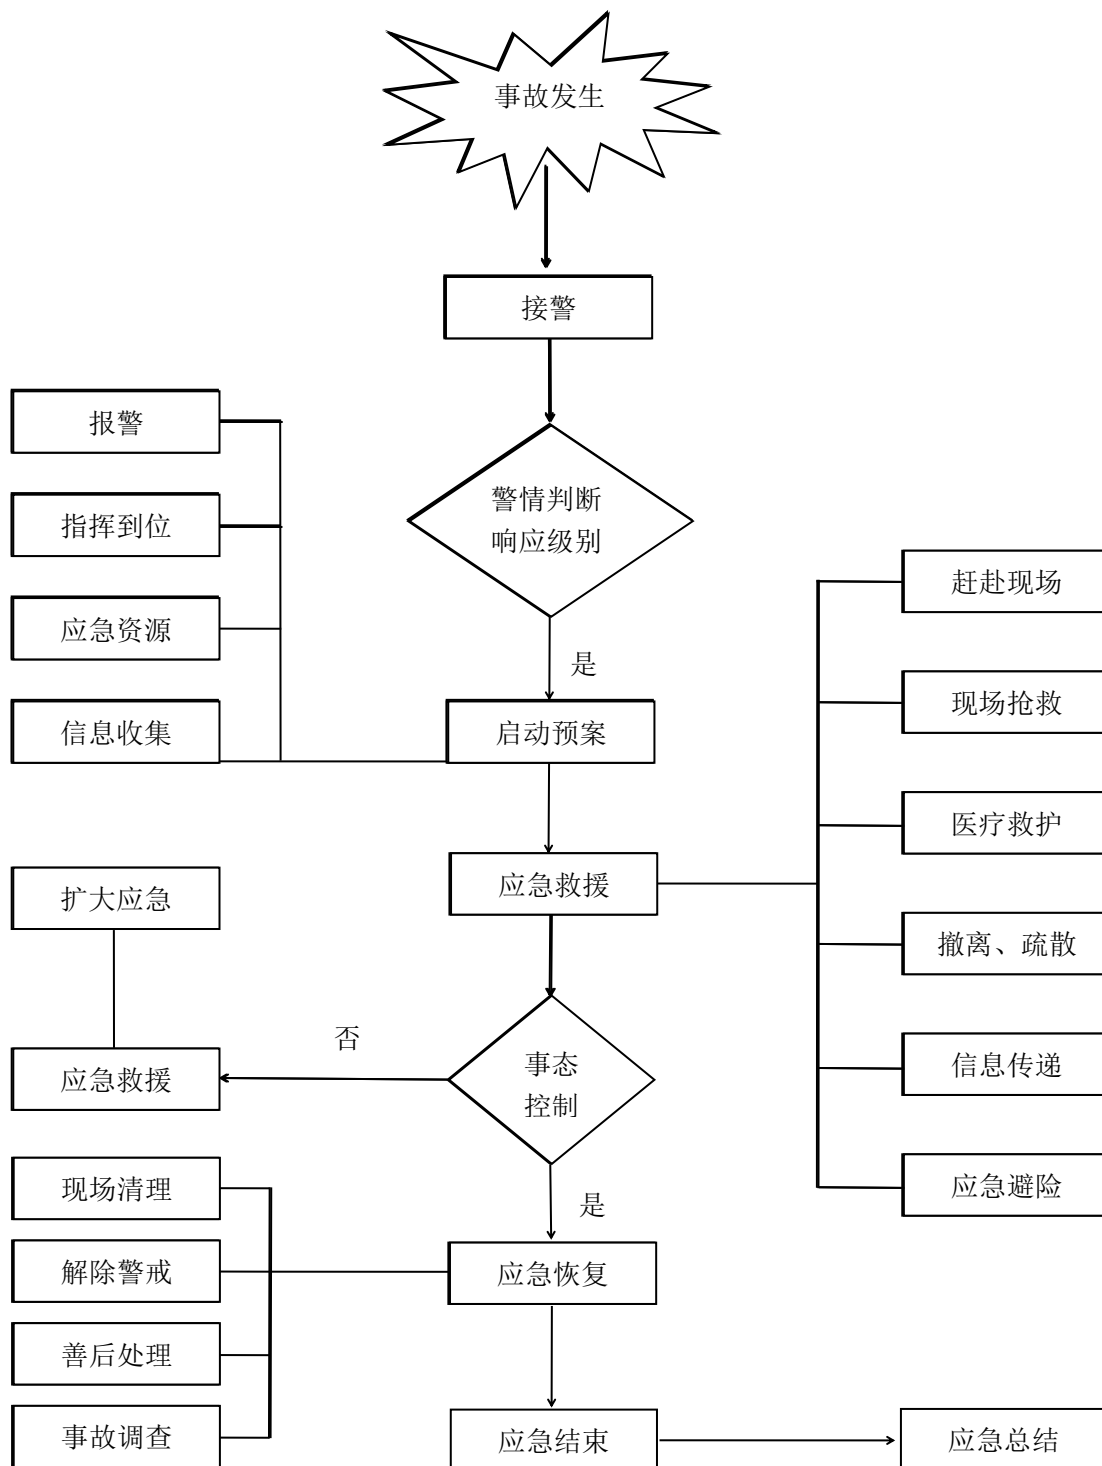 事故发生
接警
报警
警情判断
响应级别
指挥到位
赶赴现场
应急资源
是
现场抢救
信息收集
启动预案
医疗救护
扩大应急
应急救援
撤离、疏散
否
事态
控制
信息传递
应急救援
现场清理
是
应急避险
解除警戒
应急恢复
善后处理
事故调查
应急结束
应急总结